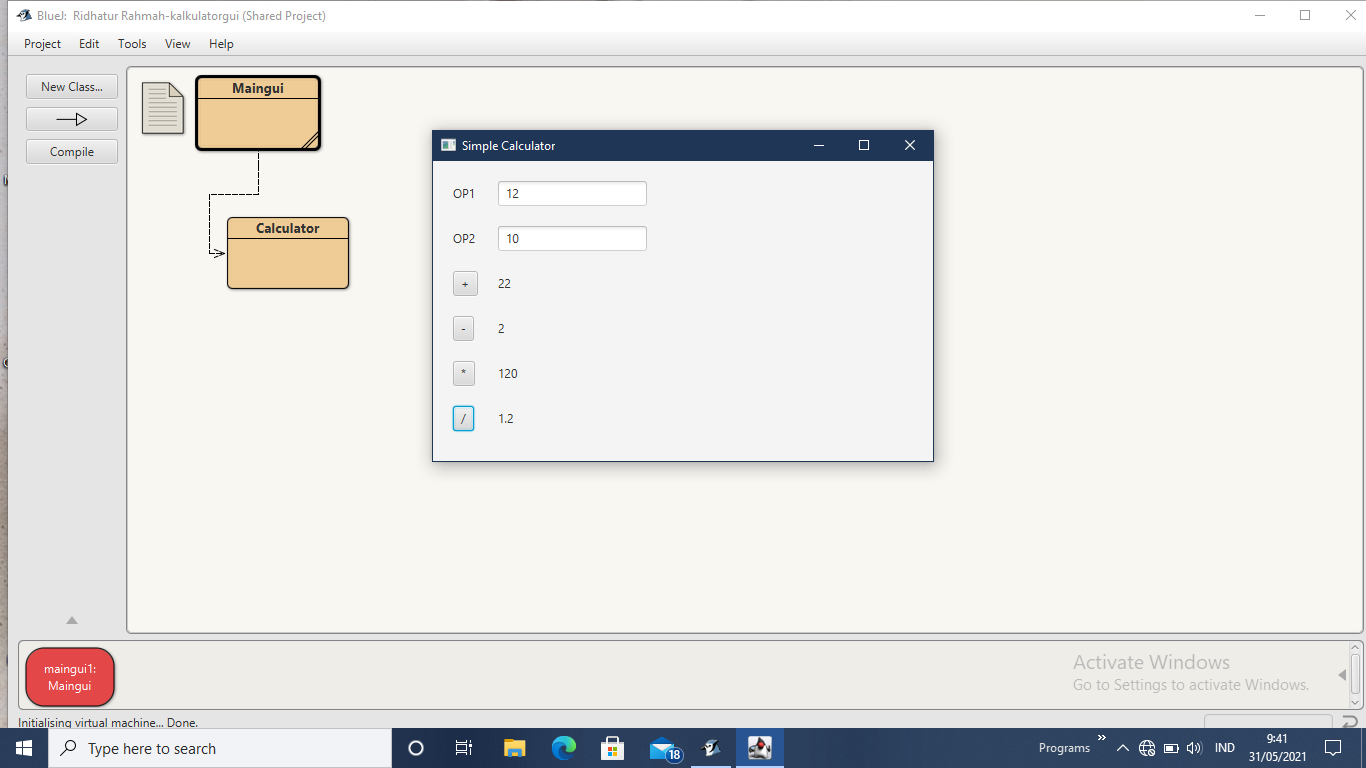 BlueJ: Ridhatur Rahmah-kalkulatorgui (Shared Project)
Project Edit Tools View Help
New Class...
Compile
Maingui
Calculator
Simple Calculator
OP1 12
OP2 10
+ 22
- 2
* 120
/ 1.2
maingui1:
Maingui
Activate Windows
Go to Settings to activate Windows.
Initialising virtual machine... Done.
Type here to search
18
Programs
IND
9:41
31/05/2021